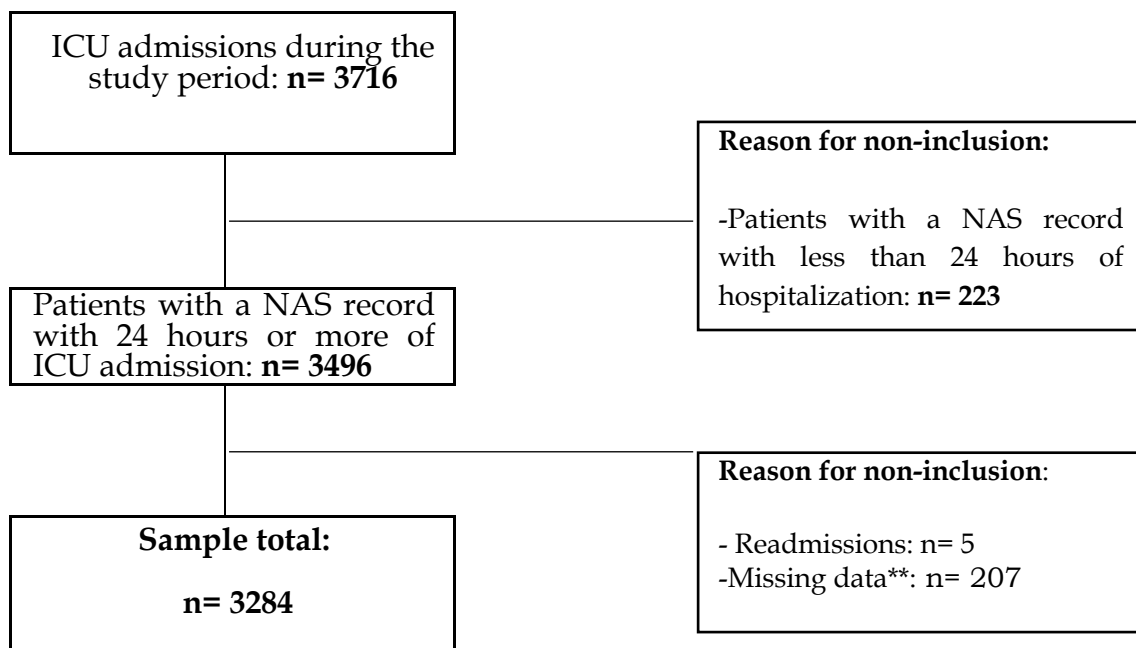 ICU admissions during the
study period: n= 3716
Reason for non-inclusion:
-Patients with a NAS record
with less than 24 hours of
hospitalization: n= 223
Patients with a NAS record
with 24 hours or more of
ICU admission: n= 3496
Reason for non-inclusion:
- Readmissions: n= 5
-Missing data**: n= 207
Sample total:
n= 3284